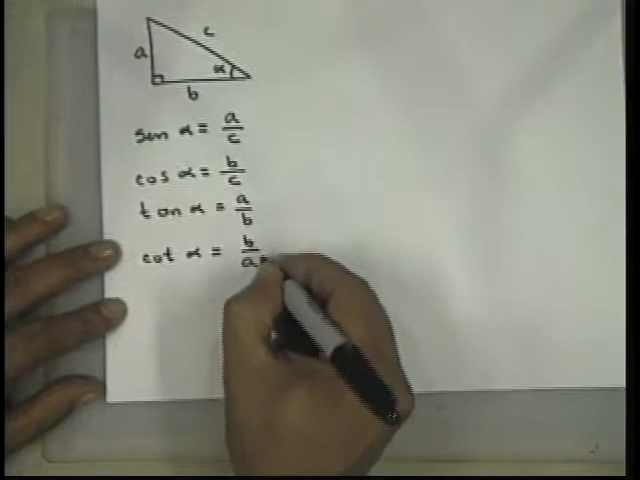 c
a
α
b
sen α = a/c
cos α = b/c
tan α = a/b
cot α = b/a